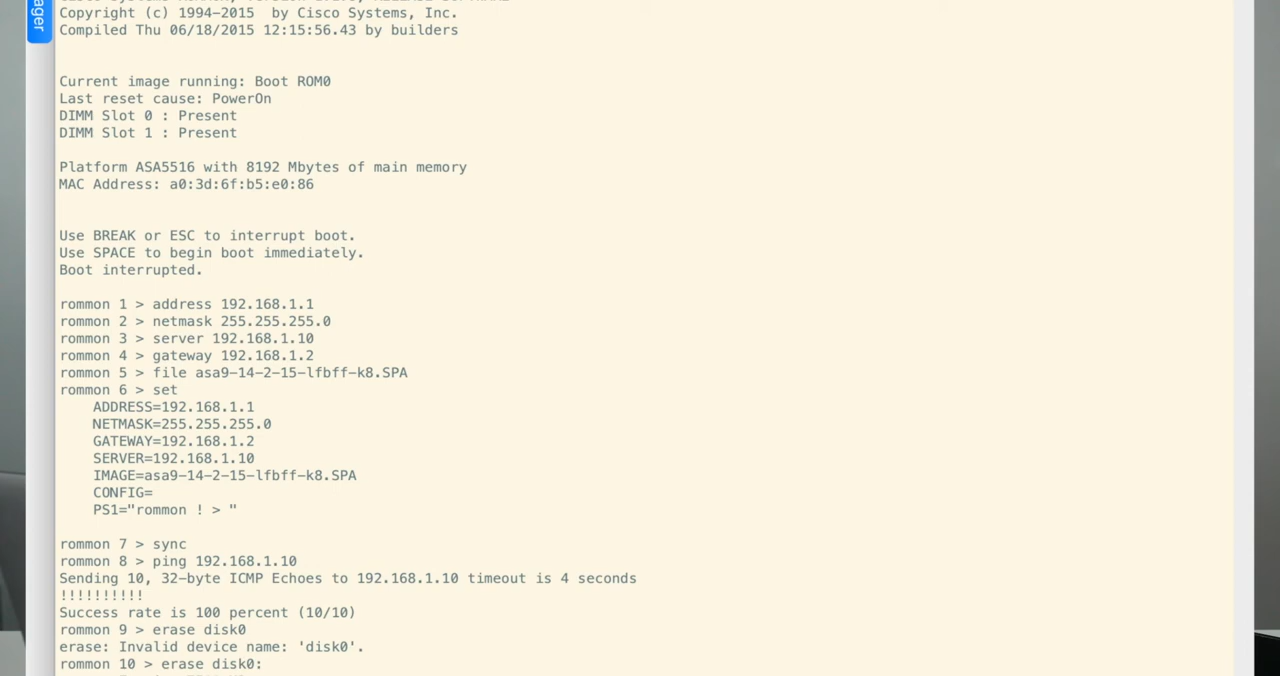 ager
Copyright (c) 1994-2015  by Cisco Systems, Inc.
Compiled Thu 06/18/2015 12:15:56.43 by builders
Current image running: Boot ROM0
Last reset cause: PowerOn
DIMM Slot 0 : Present
DIMM Slot 1 : Present
Platform ASA5516 with 8192 Mbytes of main memory
MAC Address: a0:3d:6f:b5:e0:86
Use BREAK or ESC to interrupt boot.
Use SPACE to begin boot immediately.
Boot interrupted.
rommon 1 > address 192.168.1.1
rommon 2 > netmask 255.255.255.0
rommon 3 > server 192.168.1.10
rommon 4 > gateway 192.168.1.2
rommon 5 > file asa9-14-2-15-lfbff-k8.SPA
rommon 6 > set
    ADDRESS=192.168.1.1
    NETMASK=255.255.255.0
    GATEWAY=192.168.1.2
    SERVER=192.168.1.10
    IMAGE=asa9-14-2-15-lfbff-k8.SPA
    CONFIG=
    PS1="rommon ! > "
rommon 7 > sync
rommon 8 > ping 192.168.1.10
Sending 10, 32-byte ICMP Echoes to 192.168.1.10 timeout is 4 seconds
!!!!!!!!!!
Success rate is 100 percent (10/10)
rommon 9 > erase disk0
erase: Invalid device name: 'disk0'.
rommon 10 > erase disk0: